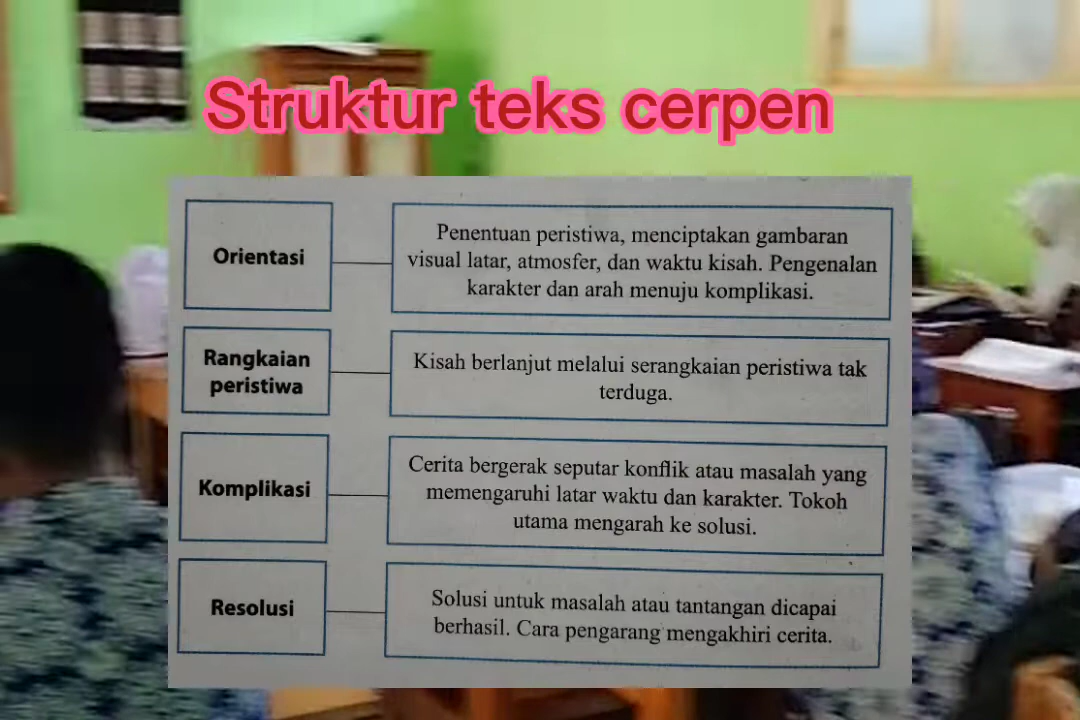 Struktur teks cerpen
Orientasi
Penentuan peristiwa, menciptakan gambaran
visual latar, atmosfer, dan waktu kisah. Pengenalan
karakter dan arah menuju komplikasi.
Rangkaian
peristiwa
Kisah berlanjut melalui serangkaian peristiwa tak
terduga.
Komplikasi
Cerita bergerak seputar konflik atau masalah yang
memengaruhi latar waktu dan karakter. Tokoh
utama mengarah ke solusi.
Resolusi
Solusi untuk masalah atau tantangan dicapai
berhasil. Cara pengarang mengakhiri cerita.